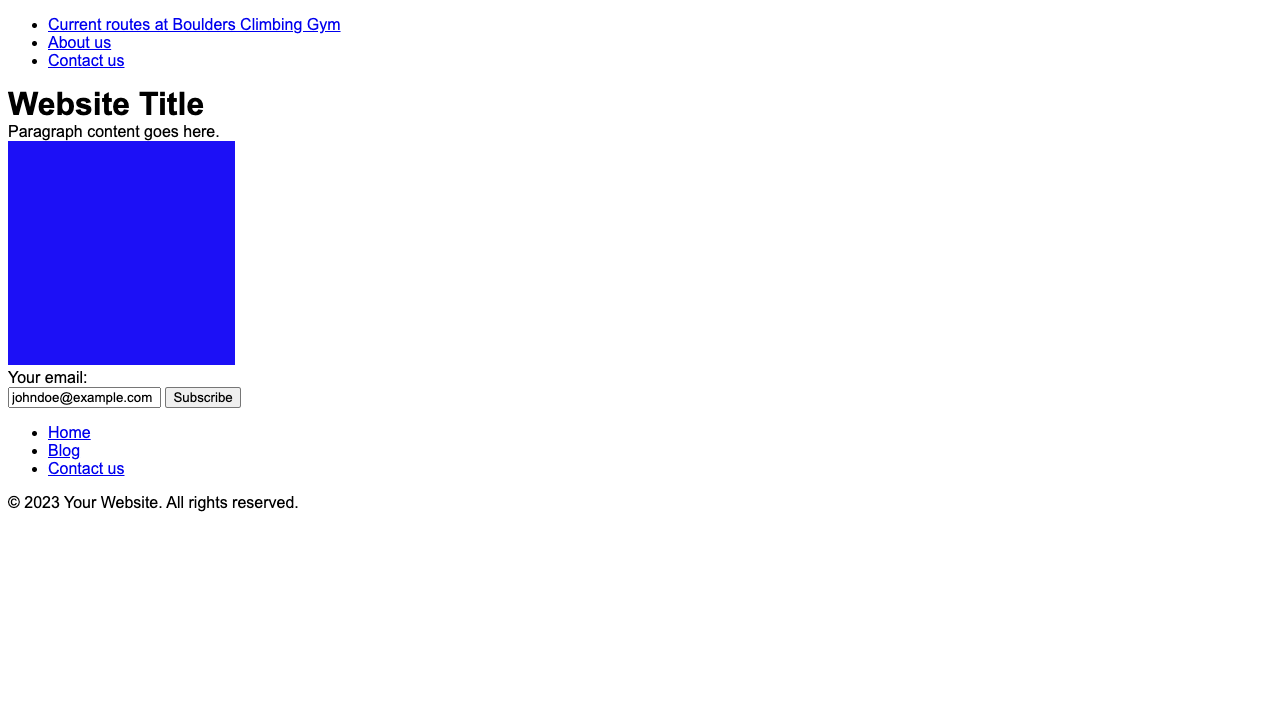 Current routes at Boulders Climbing Gym
About us
Contact us
Website Title
Paragraph content goes here.
Your email:
johndoe@example.com Subscribe
Home
Blog
Contact us
© 2023 Your Website. All rights reserved.